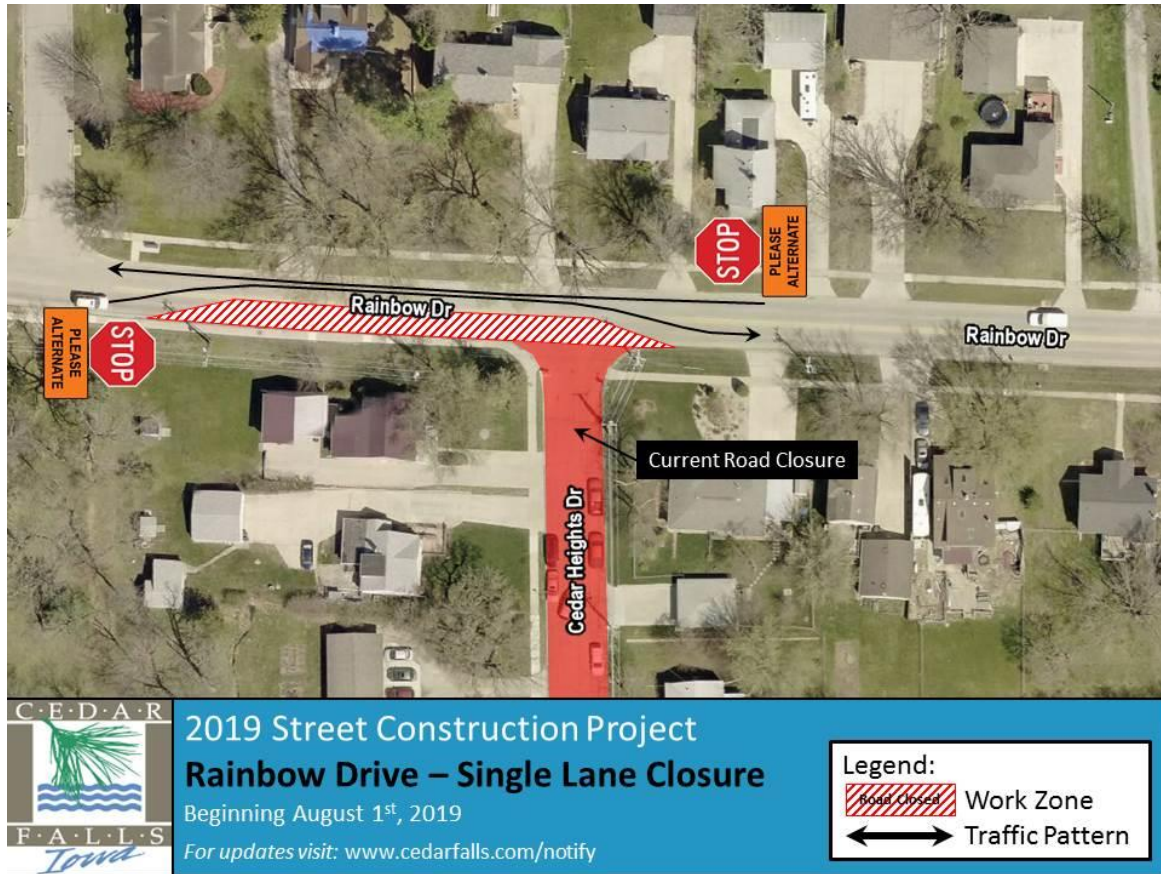 STOP
PLEASE
ALTERNATE
Rainbow Dr
Rainbow Dr
PLEASE
ALTERNATE
STOP
Current Road Closure
Cedar Heights Dr
C·E·D·A·R
F·A·L·L·S
Iowa
2019 Street Construction Project
Rainbow Drive – Single Lane Closure
Beginning August 1st, 2019
For updates visit: www.cedarfalls.com/notify
Legend:
Road Closed Work Zone
Traffic Pattern